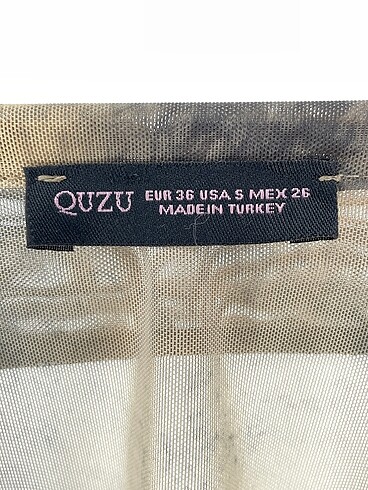 QUZU
EUR 36 USA S MEX 26
MADE IN TURKEY